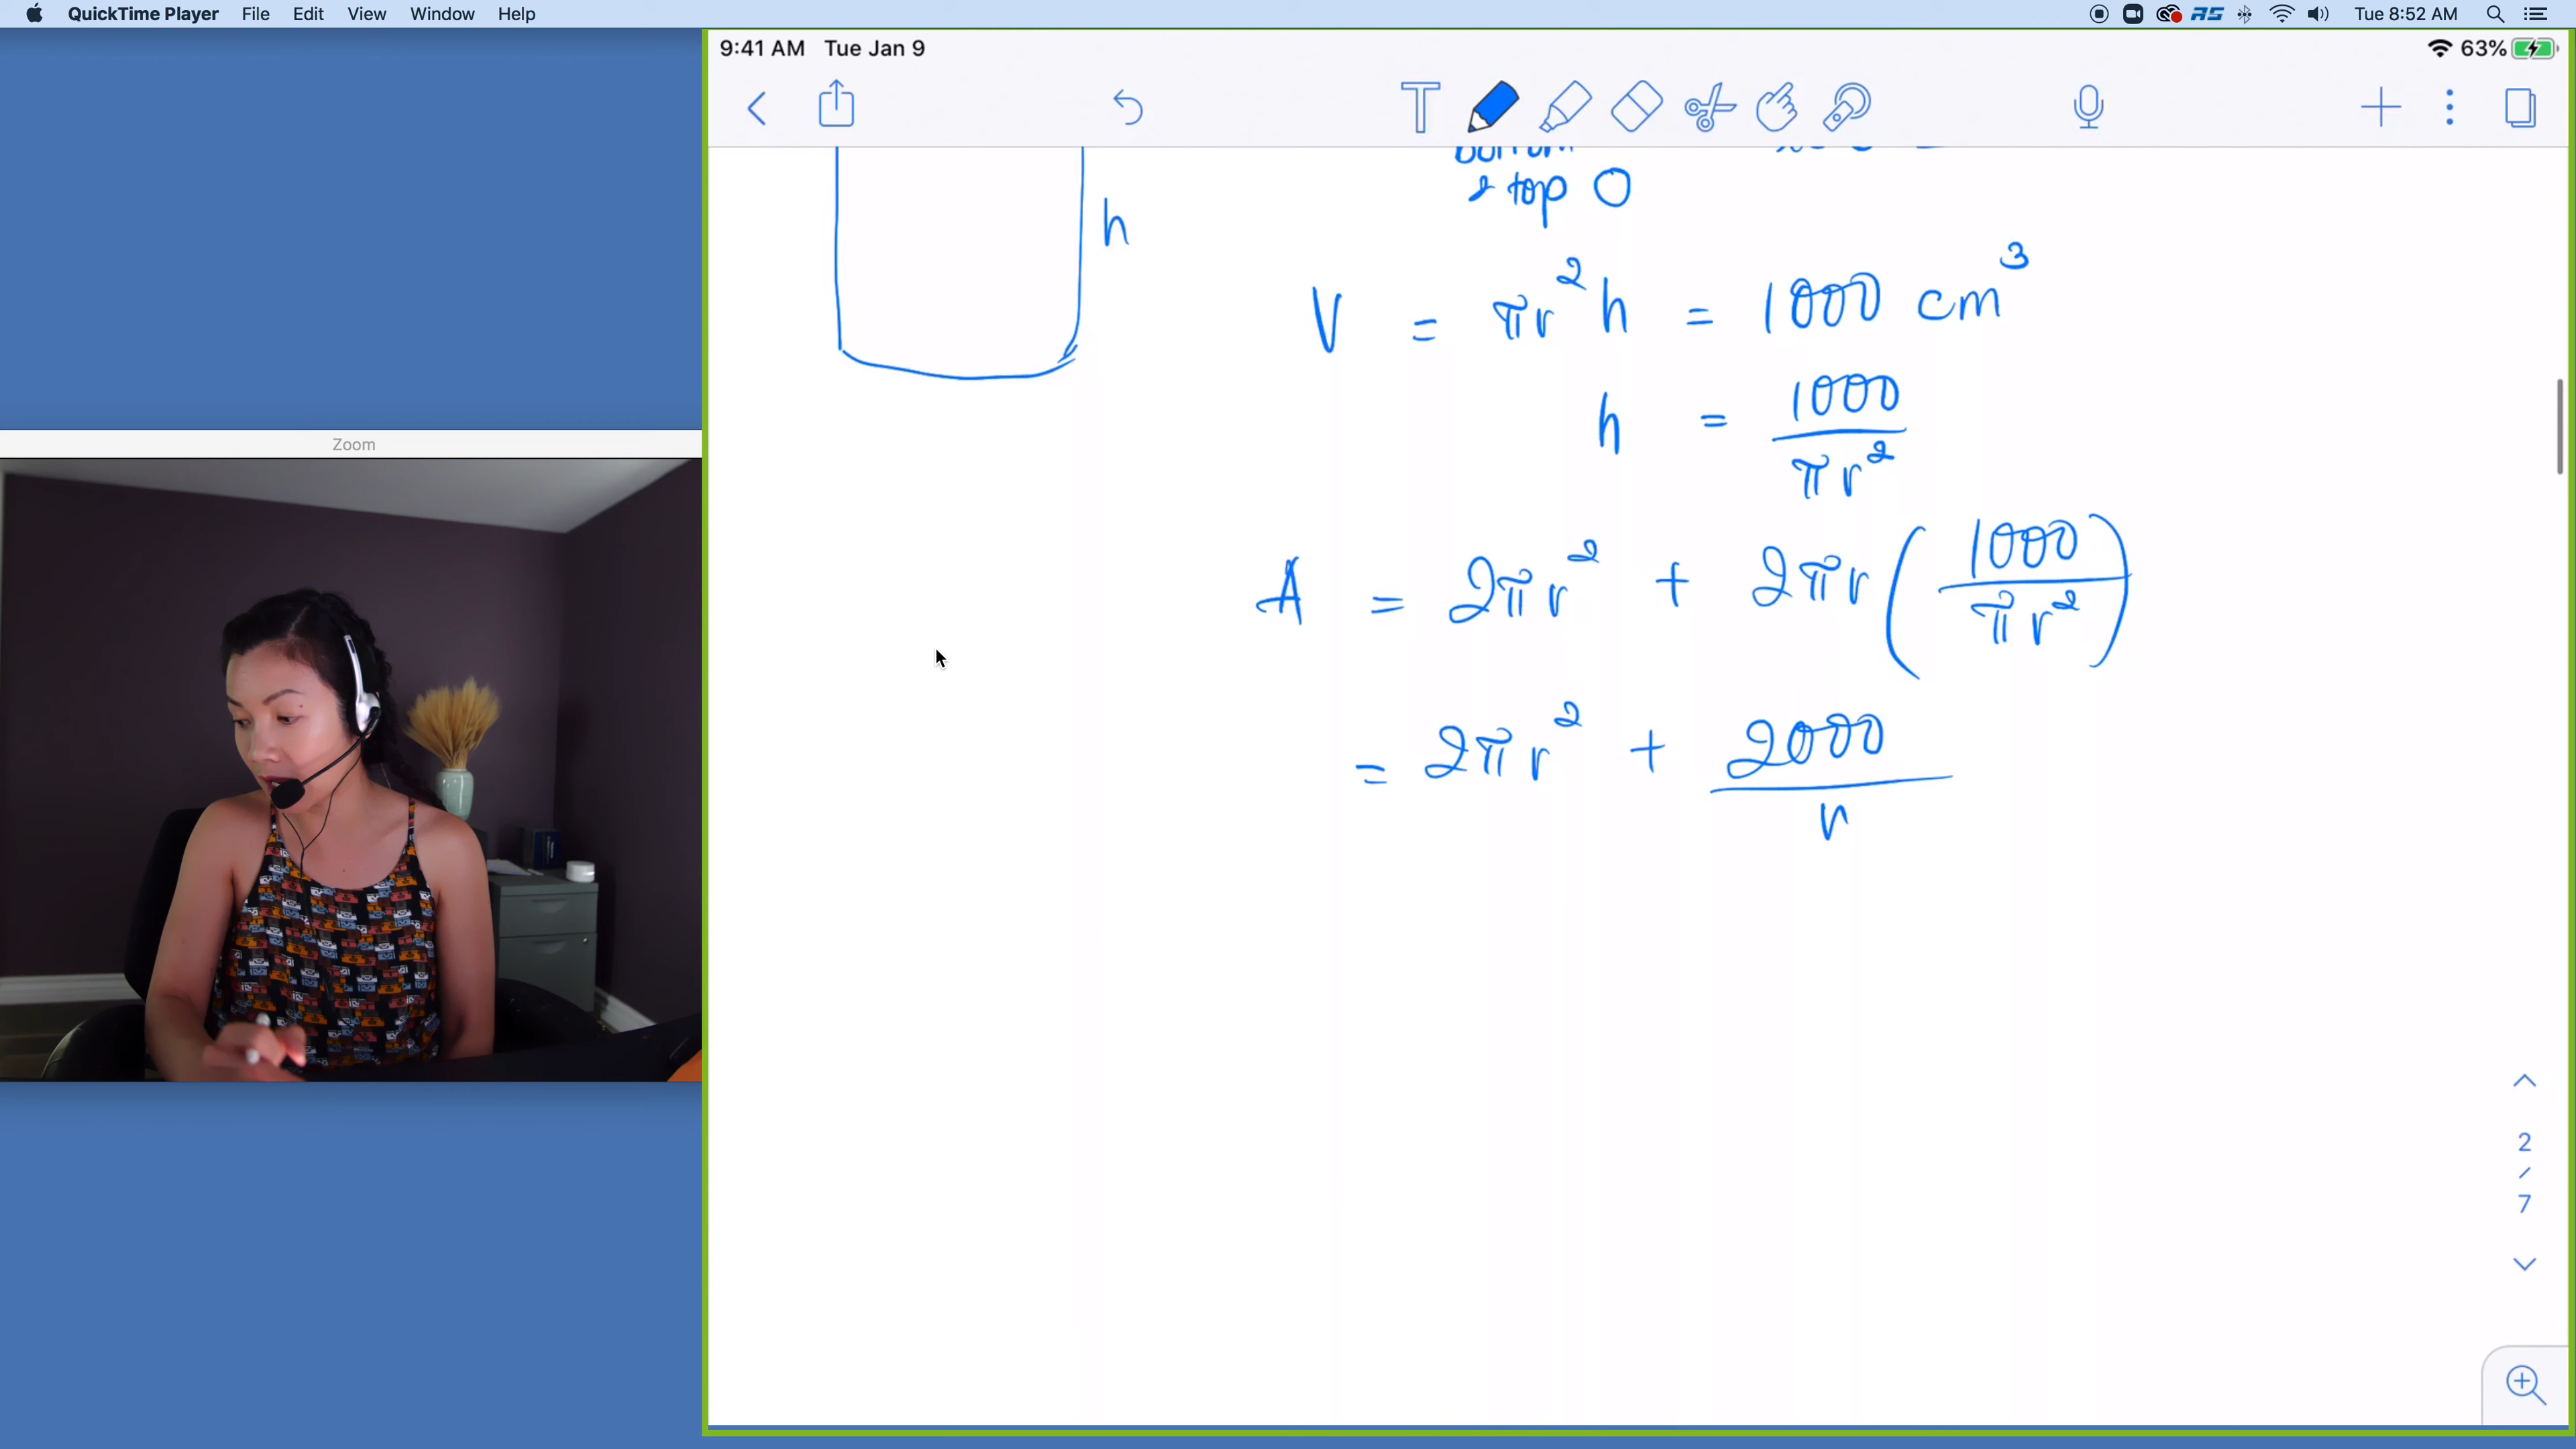 QuickTime Player File Edit View Window Help
Tue 8:52 AM
9:41 AM Tue Jan 9
63%
T
h
bottom
& top
V = πr² h = 1000 cm³
h = 1000 / πr²
A = 2πr² + 2πr (1000 / πr²)
= 2πr² + 2000 / r
Zoom
2
/
7